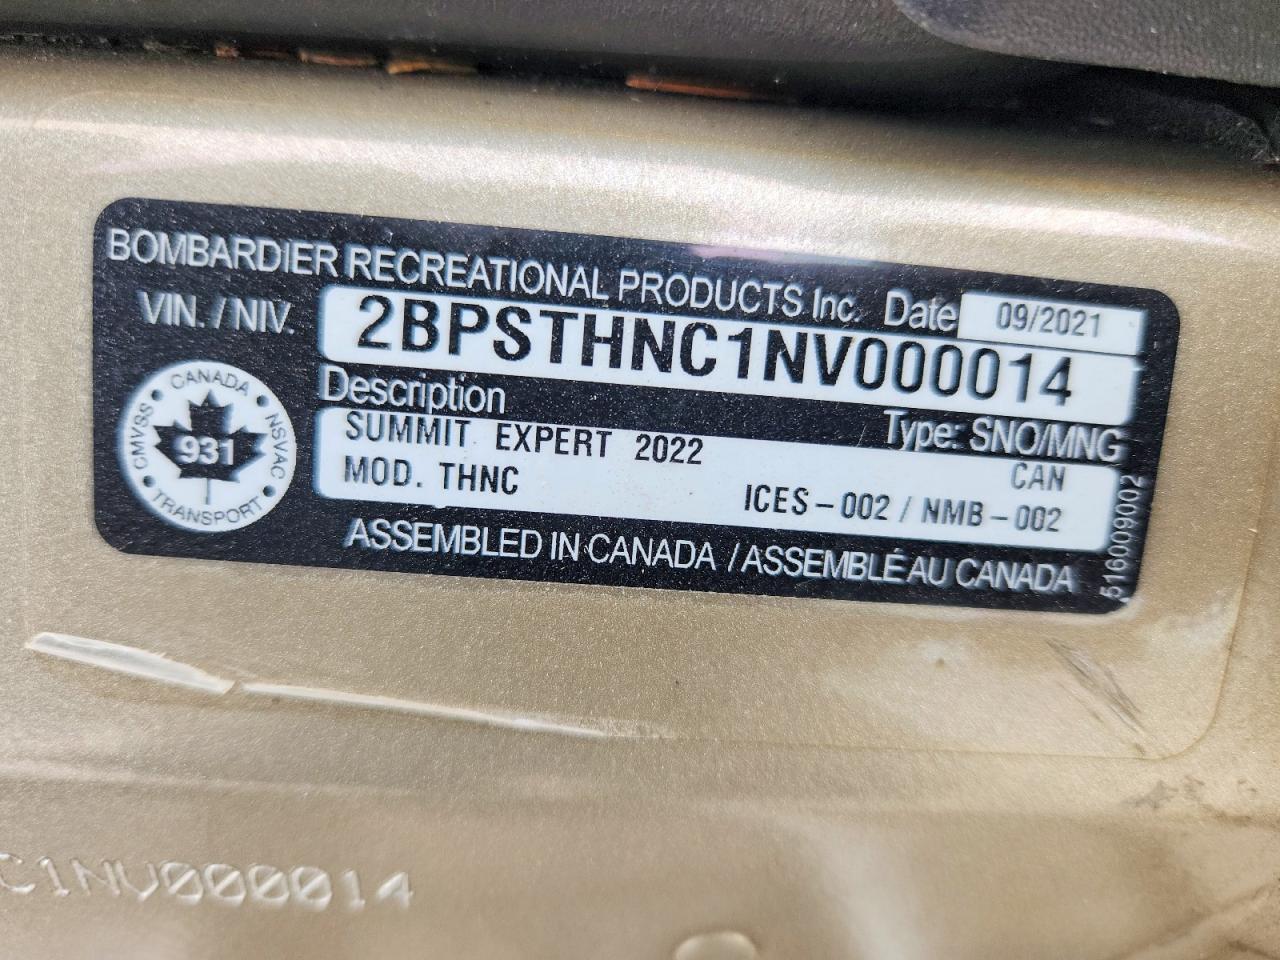 BOMBARDIER RECREATIONAL PRODUCTS Inc. Date 09/2021
VIN. / NIV. 2BPSTHNC1NV000014
Description Type: SNO/MNG
SUMMIT EXPERT 2022 CAN
MOD. THNC ICES-002 / NMB-002
CANADA
CMVSS • NSVAC
931
TRANSPORT
ASSEMBLED IN CANADA / ASSEMBLÉ AU CANADA
516009002
C1NV000014